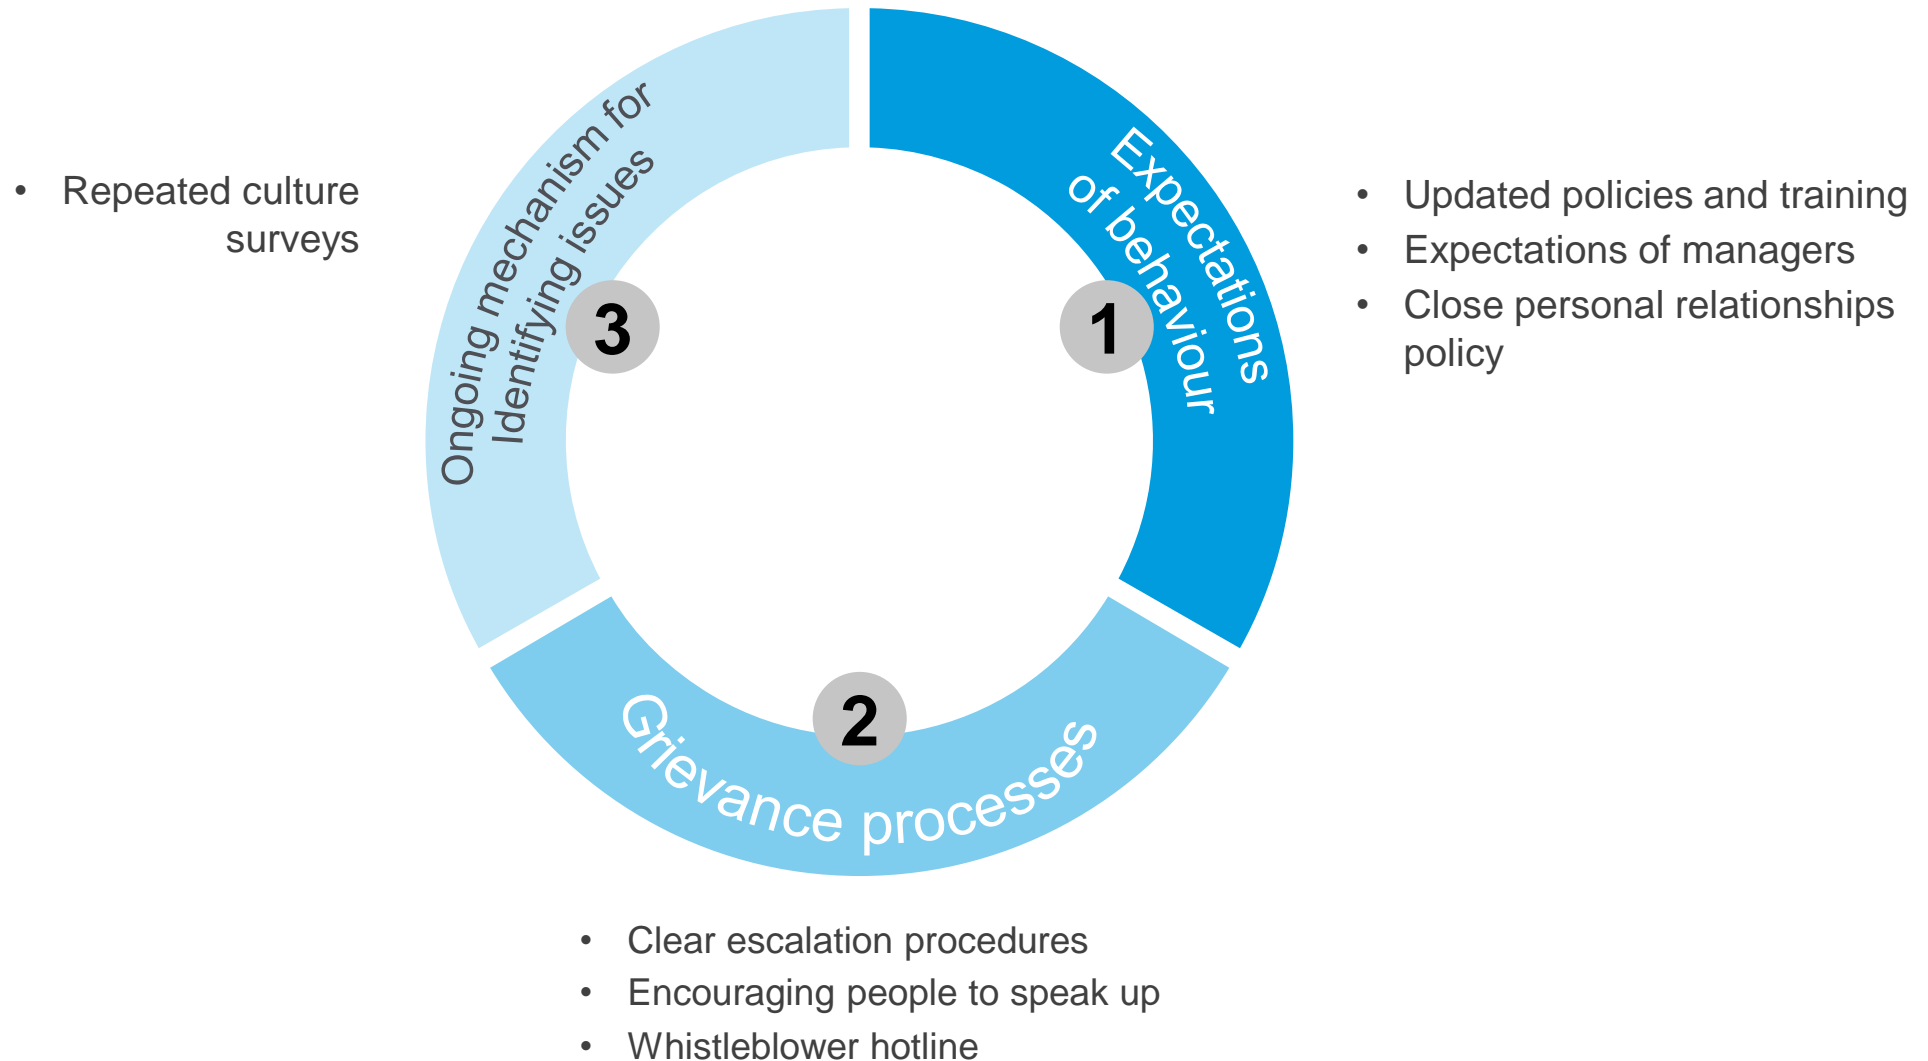 Expectations
of behaviour
1
• Updated policies and training
• Expectations of managers
• Close personal relationships
policy
2
Grievance processes
• Clear escalation procedures
• Encouraging people to speak up
• Whistleblower hotline
3
Ongoing mechanism for
Identifying issues
• Repeated culture
surveys